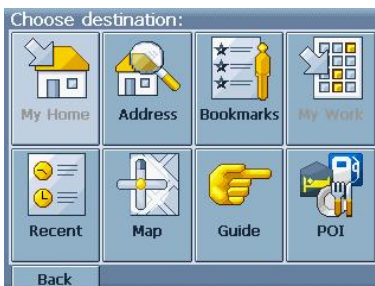 Choose destination:
My Home Address Bookmarks My Work
Recent Map Guide POI
Back